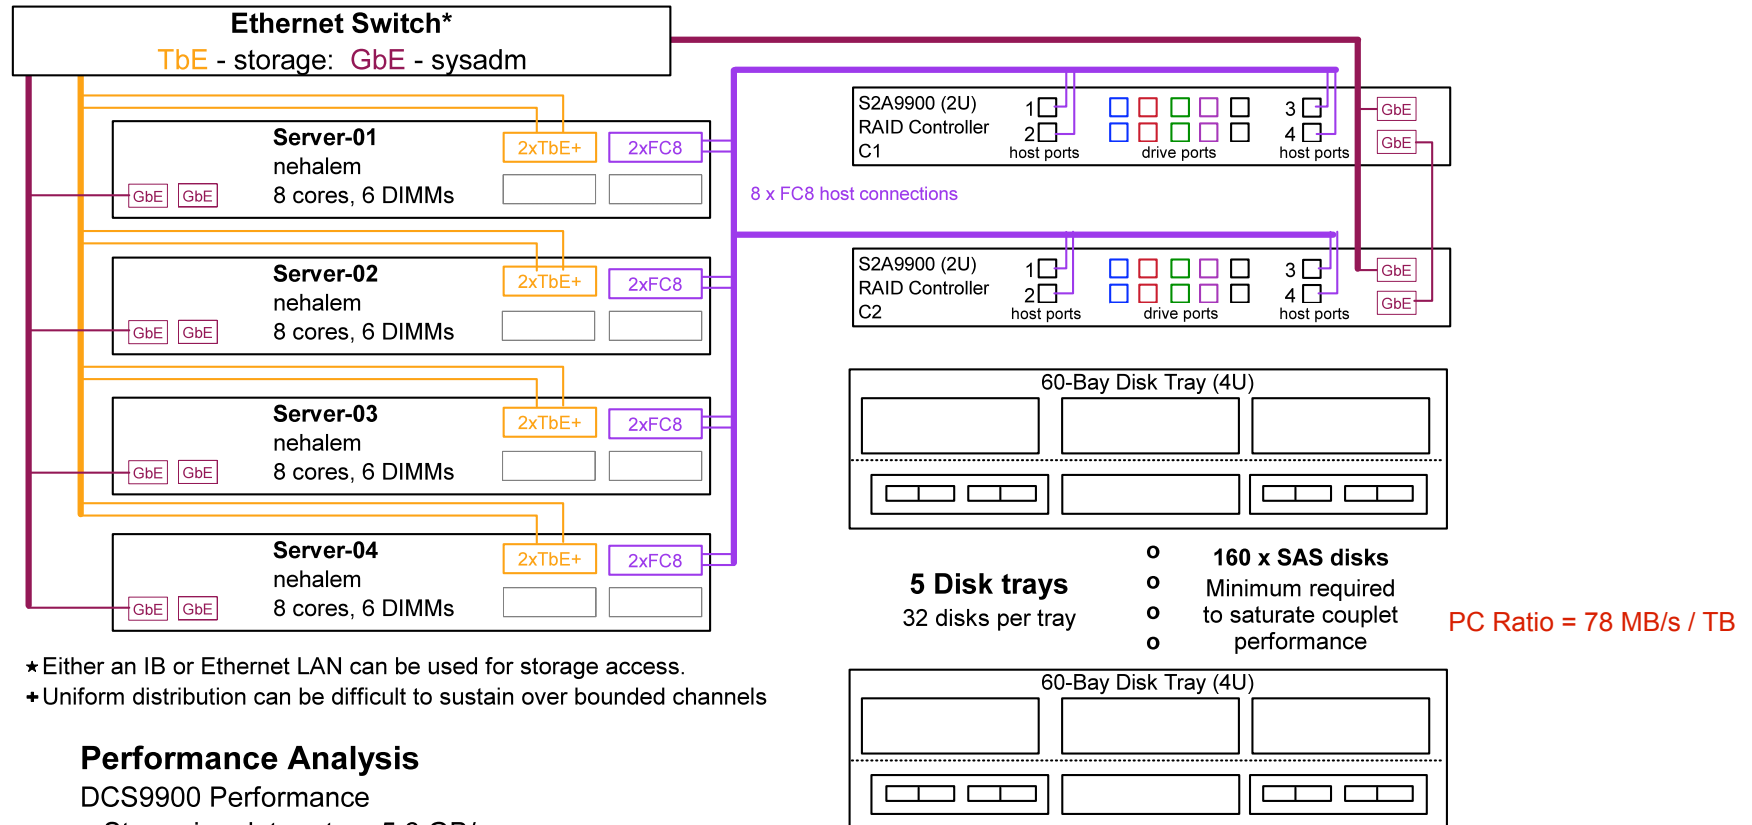 Ethernet Switch*
TbE - storage: GbE - sysadm
Server-01
nehalem
8 cores, 6 DIMMs
GbE GbE
2xTbE+ 2xFC8
Server-02
nehalem
8 cores, 6 DIMMs
GbE GbE
2xTbE+ 2xFC8
Server-03
nehalem
8 cores, 6 DIMMs
GbE GbE
2xTbE+ 2xFC8
Server-04
nehalem
8 cores, 6 DIMMs
GbE GbE
2xTbE+ 2xFC8
8 x FC8 host connections
S2A9900 (2U)
RAID Controller
C1
1
2
host ports
drive ports
3
4
host ports
GbE
GbE
S2A9900 (2U)
RAID Controller
C2
1
2
host ports
drive ports
3
4
host ports
GbE
GbE
60-Bay Disk Tray (4U)
5 Disk trays
32 disks per tray
160 x SAS disks
Minimum required
to saturate couplet
performance
PC Ratio = 78 MB/s / TB
60-Bay Disk Tray (4U)
★Either an IB or Ethernet LAN can be used for storage access.
+Uniform distribution can be difficult to sustain over bounded channels
Performance Analysis
DCS9900 Performance